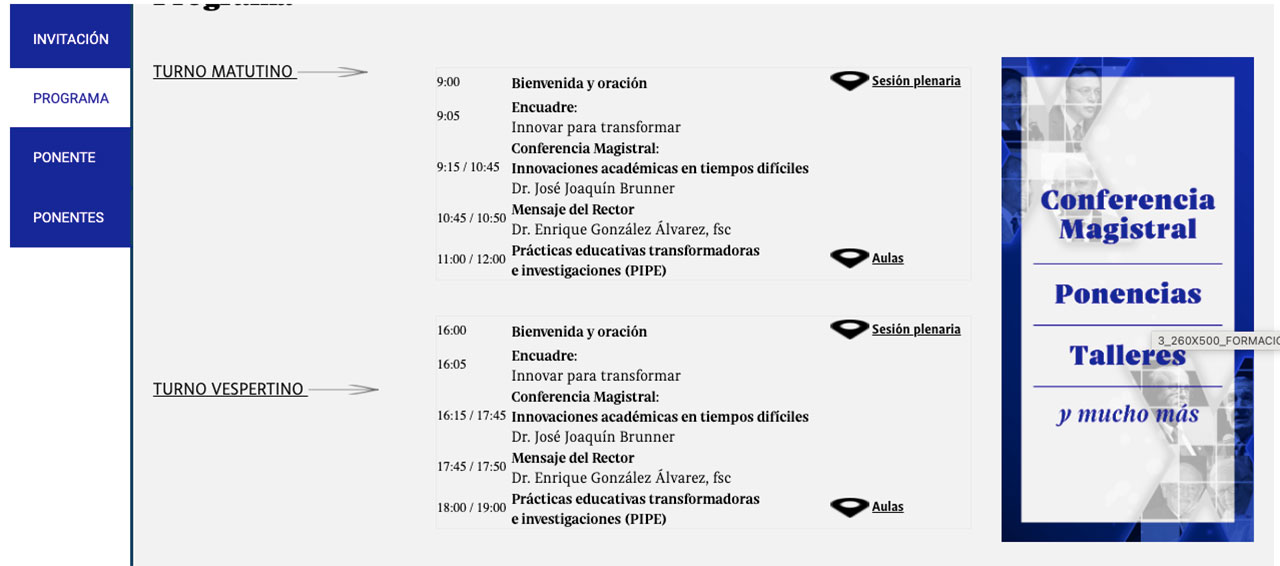 Programa
INVITACIÓN
PROGRAMA
PONENTE
PONENTES
TURNO MATUTINO
9:00 Bienvenida y oración Sesión plenaria
9:05 Encuadre:
Innovar para transformar
Conferencia Magistral:
9:15 / 10:45 Innovaciones académicas en tiempos difíciles
Dr. José Joaquín Brunner
10:45 / 10:50 Mensaje del Rector
Dr. Enrique González Álvarez, fsc
11:00 / 12:00 Prácticas educativas transformadoras Aulas
e investigaciones (PIPE)
TURNO VESPERTINO
16:00 Bienvenida y oración Sesión plenaria
16:05 Encuadre:
Innovar para transformar
Conferencia Magistral:
16:15 / 17:45 Innovaciones académicas en tiempos difíciles
Dr. José Joaquín Brunner
17:45 / 17:50 Mensaje del Rector
Dr. Enrique González Álvarez, fsc
18:00 / 19:00 Prácticas educativas transformadoras Aulas
e investigaciones (PIPE)
Conferencia
Magistral
Ponencias
Talleres
y mucho más
3_260X500_FORMACIO